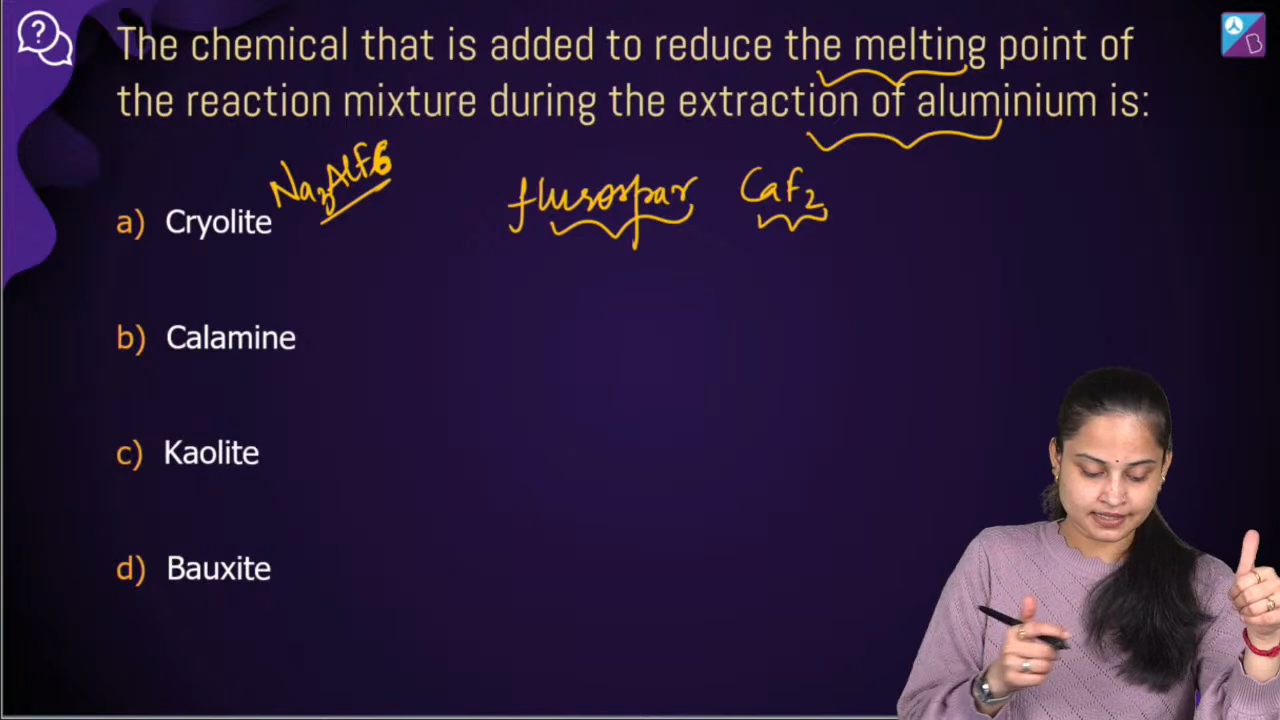 ?
The chemical that is added to reduce the melting point of
the reaction mixture during the extraction of aluminium is:
Na3AlF6
fluorspar CaF2
a) Cryolite
b) Calamine
c) Kaolite
d) Bauxite
B